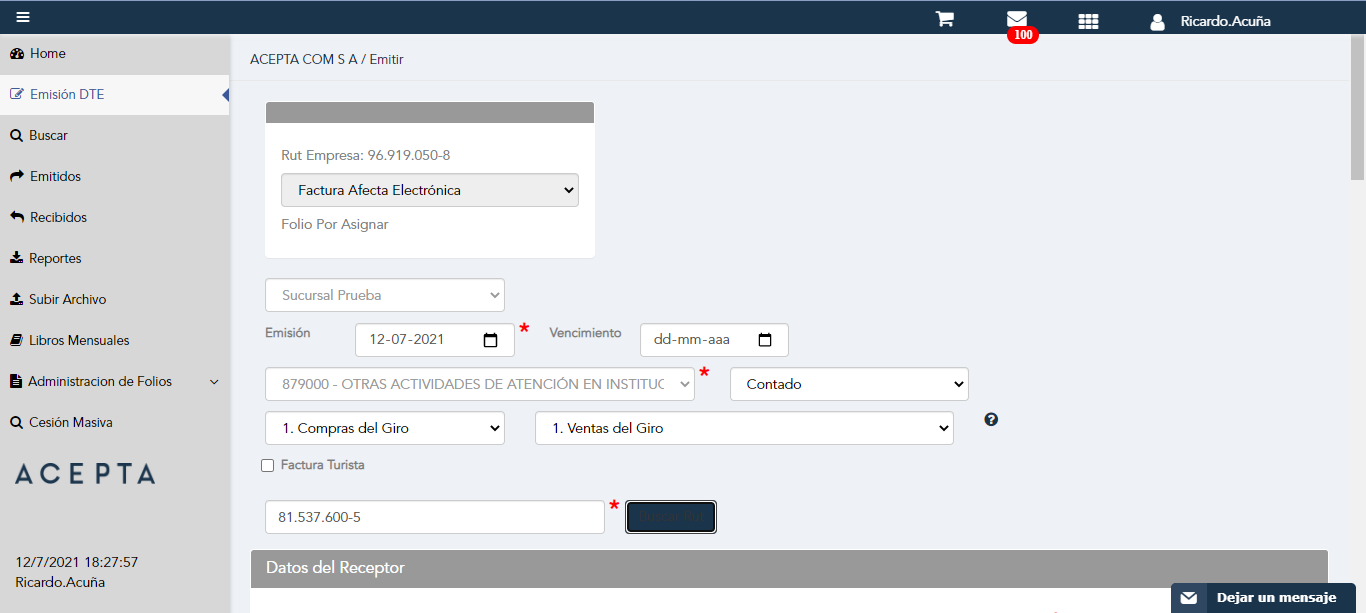 100
Ricardo.Acuña
Home
Emisión DTE
Buscar
Emitidos
Recibidos
Reportes
Subir Archivo
Libros Mensuales
Administracion de Folios
Cesión Masiva
ACEPTA
12/7/2021 18:27:57
Ricardo.Acuña
ACEPTA COM S A / Emitir
Rut Empresa: 96.919.050-8
Factura Afecta Electrónica
Folio Por Asignar
Sucursal Prueba
Emisión 12-07-2021 * Vencimiento dd-mm-aaa
879000 - OTRAS ACTIVIDADES DE ATENCIÓN EN INSTITUC * Contado
1. Compras del Giro 1. Ventas del Giro ?
Factura Turista
81.537.600-5 *
Datos del Receptor
Dejar un mensaje